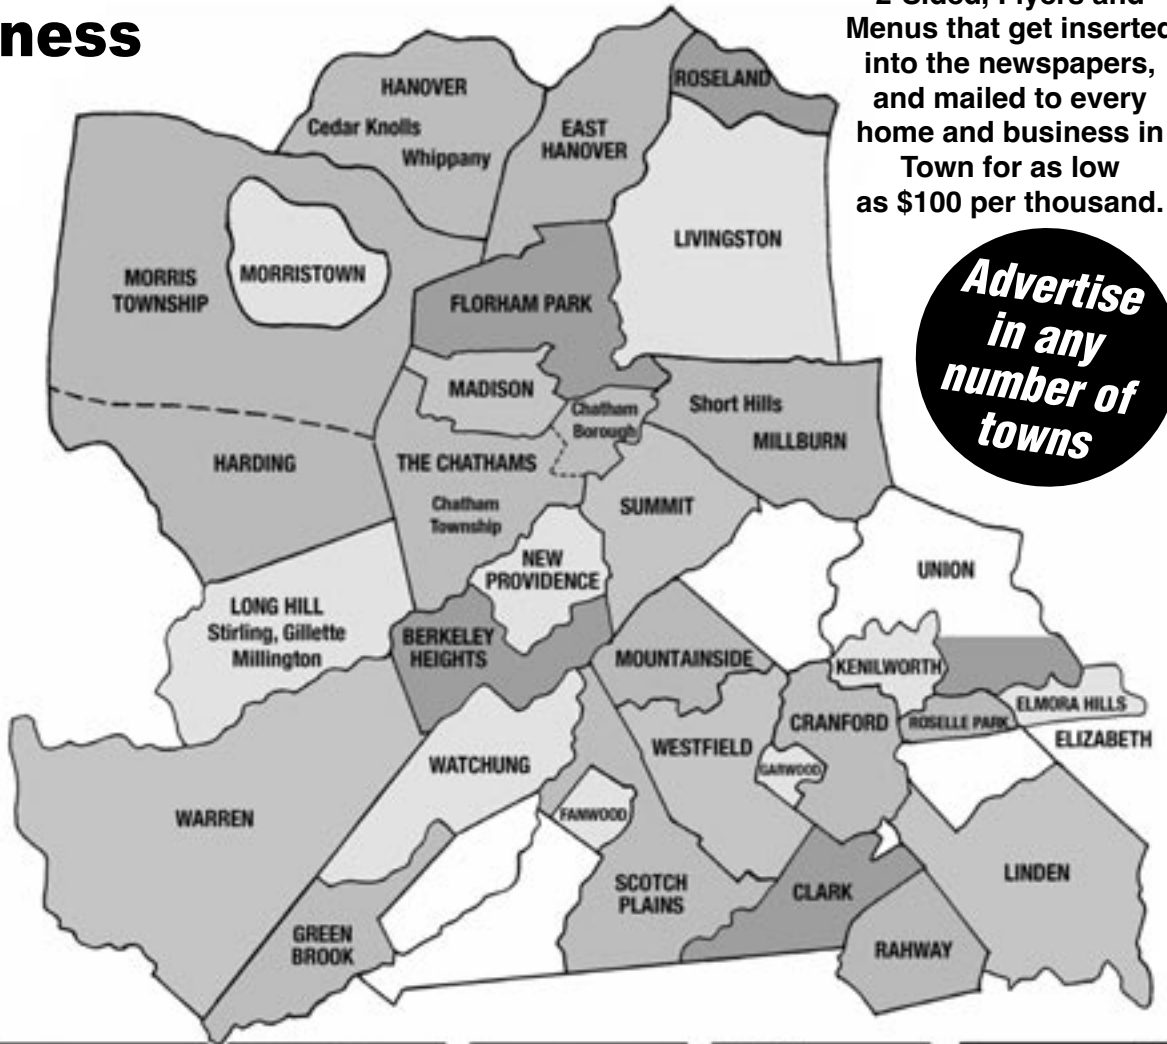 ness
2-Sided, Flyers and
Menus that get inserted
into the newspapers,
and mailed to every
home and business in
Town for as low
as $100 per thousand.
Advertise
in any
number of
towns
HANOVER
Cedar Knolls
Whippany
EAST
HANOVER
ROSELAND
LIVINGSTON
MORRIS
TOWNSHIP
MORRISTOWN
FLORHAM PARK
MADISON
Chatham
Borough
Short Hills
MILLBURN
HARDING
THE CHATHAMS
Chatham
Township
SUMMIT
NEW
PROVIDENCE
UNION
LONG HILL
Stirling, Gillette
Millington
BERKELEY
HEIGHTS
MOUNTAINSIDE
KENILWORTH
ELMORA HILLS
ROSELLE PARK
CRANFORD
ELIZABETH
WESTFIELD
GARWOOD
WATCHUNG
WARREN
FANWOOD
SCOTCH
PLAINS
CLARK
LINDEN
GREEN
BROOK
RAHWAY